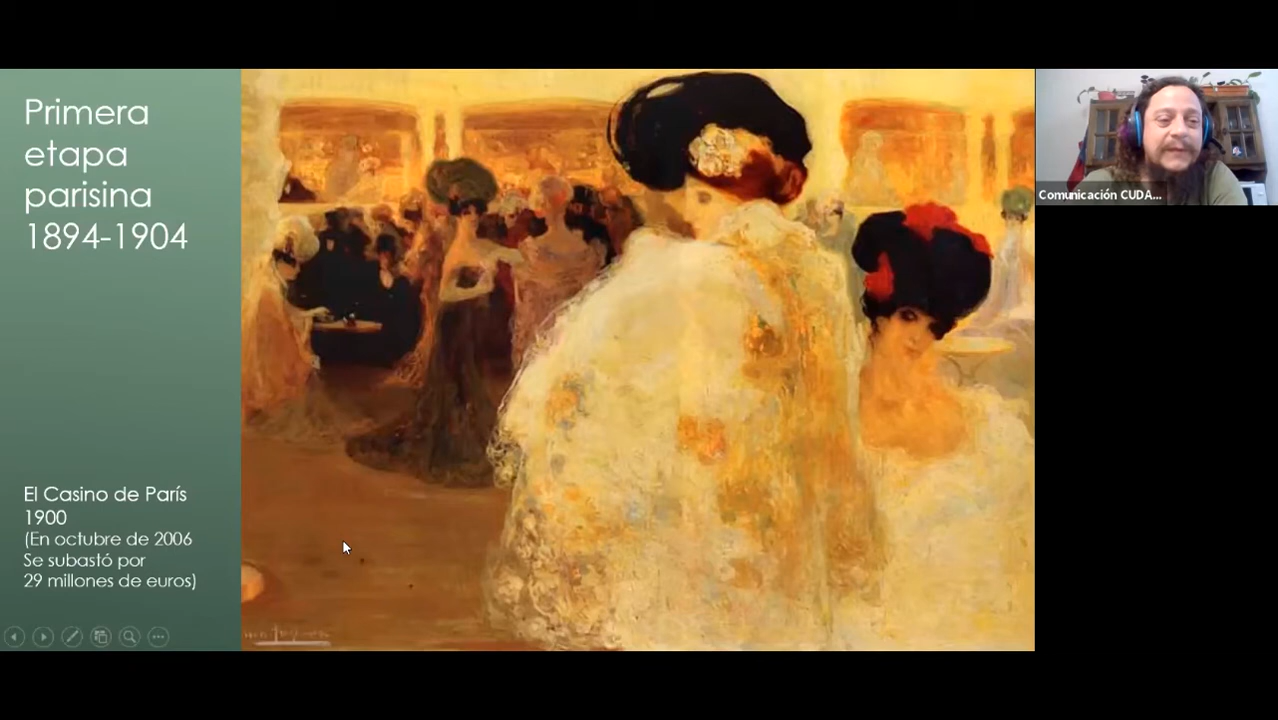 Primera
etapa
parisina
1894-1904
El Casino de París
1900
(En octubre de 2006
Se subastó por
29 millones de euros)
Comunicación CUDA...